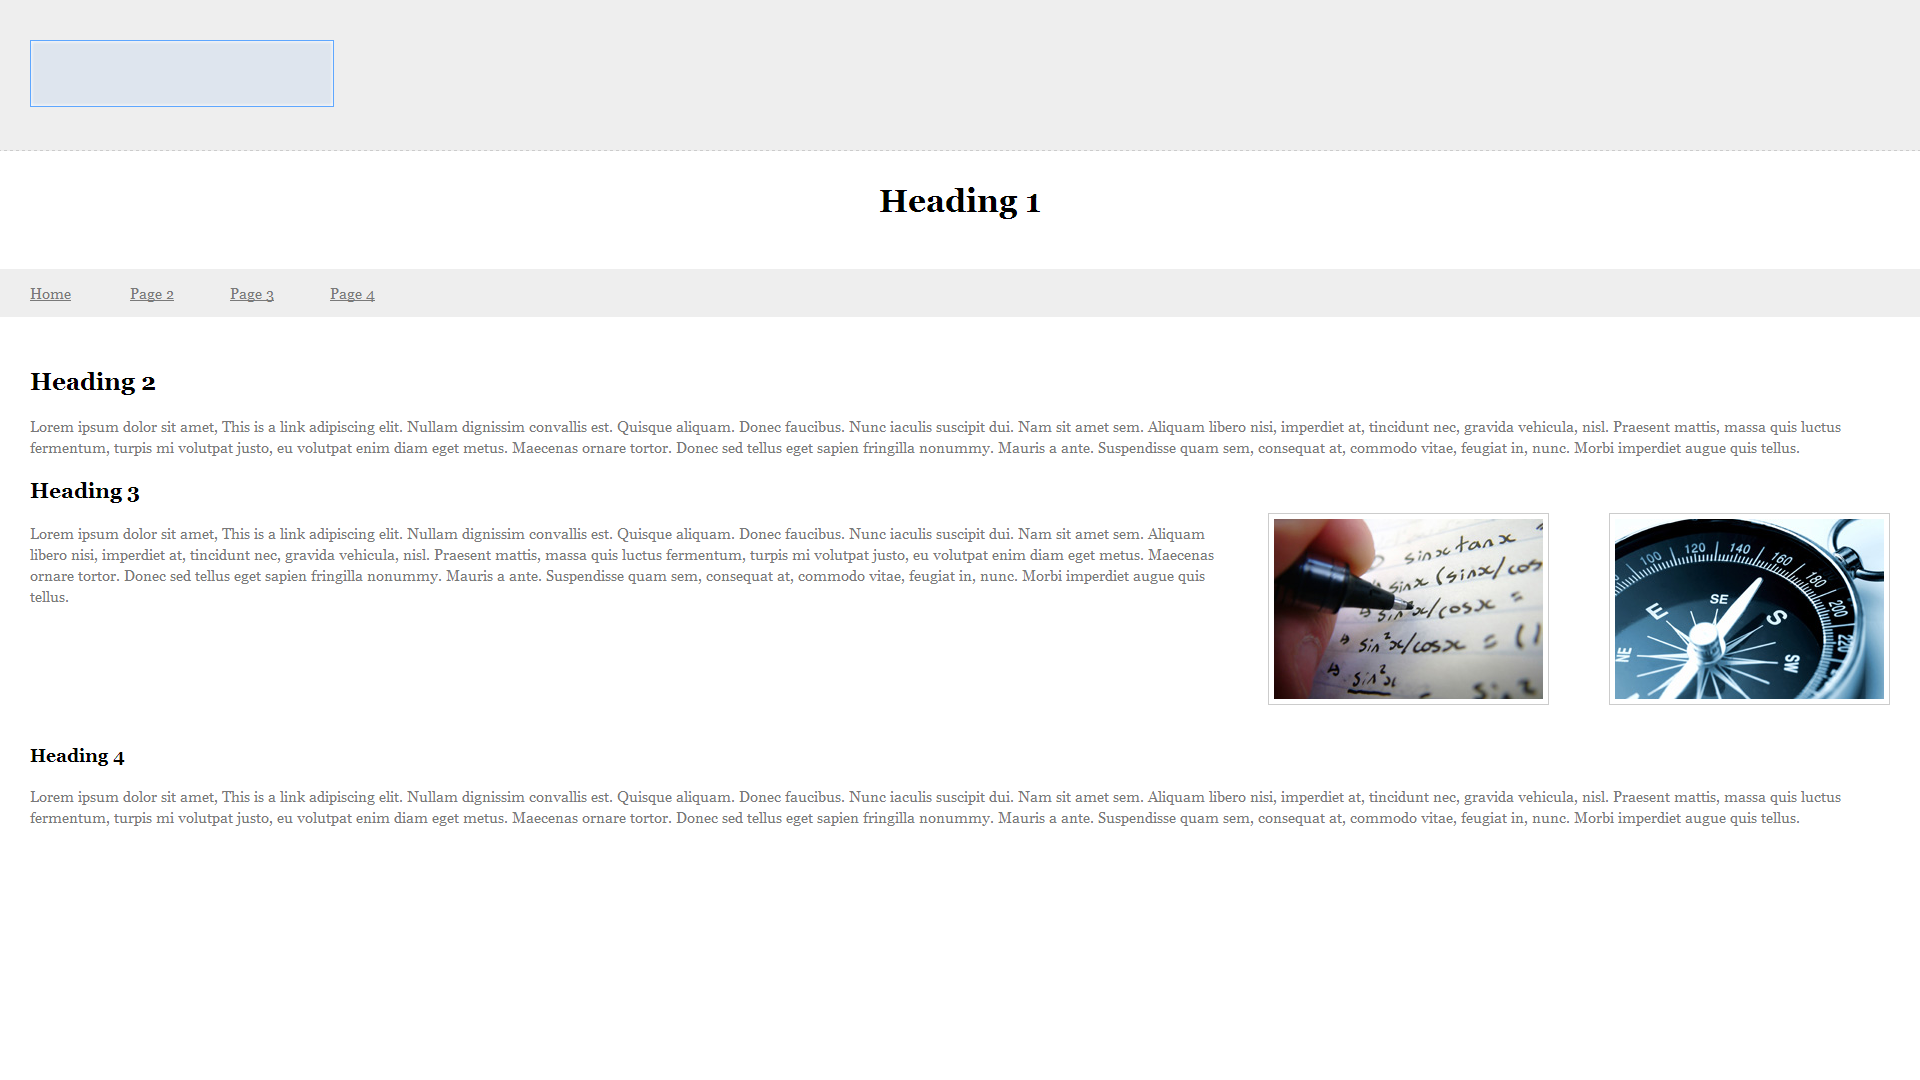 Heading 1
Home Page 2 Page 3 Page 4
Heading 2
Lorem ipsum dolor sit amet, This is a link adipiscing elit. Nullam dignissim convallis est. Quisque aliquam. Donec faucibus. Nunc iaculis suscipit dui. Nam sit amet sem. Aliquam libero nisi, imperdiet at, tincidunt nec, gravida vehicula, nisl. Praesent mattis, massa quis luctus
fermentum, turpis mi volutpat justo, eu volutpat enim diam eget metus. Maecenas ornare tortor. Donec sed tellus eget sapien fringilla nonummy. Mauris a ante. Suspendisse quam sem, consequat at, commodo vitae, feugiat in, nunc. Morbi imperdiet augue quis tellus.
Heading 3
Lorem ipsum dolor sit amet, This is a link adipiscing elit. Nullam dignissim convallis est. Quisque aliquam. Donec faucibus. Nunc iaculis suscipit dui. Nam sit amet sem. Aliquam
libero nisi, imperdiet at, tincidunt nec, gravida vehicula, nisl. Praesent mattis, massa quis luctus fermentum, turpis mi volutpat justo, eu volutpat enim diam eget metus. Maecenas
ornare tortor. Donec sed tellus eget sapien fringilla nonummy. Mauris a ante. Suspendisse quam sem, consequat at, commodo vitae, feugiat in, nunc. Morbi imperdiet augue quis
tellus.
sinx tanx
sinx (sinx/cos
⇒ sin²x/cosx =
⇒ sin²x/cosx = (1
⇒ sin²x = sin²
100 120 140 160 180 200 220
E SE S
NE SW
Heading 4
Lorem ipsum dolor sit amet, This is a link adipiscing elit. Nullam dignissim convallis est. Quisque aliquam. Donec faucibus. Nunc iaculis suscipit dui. Nam sit amet sem. Aliquam libero nisi, imperdiet at, tincidunt nec, gravida vehicula, nisl. Praesent mattis, massa quis luctus
fermentum, turpis mi volutpat justo, eu volutpat enim diam eget metus. Maecenas ornare tortor. Donec sed tellus eget sapien fringilla nonummy. Mauris a ante. Suspendisse quam sem, consequat at, commodo vitae, feugiat in, nunc. Morbi imperdiet augue quis tellus.